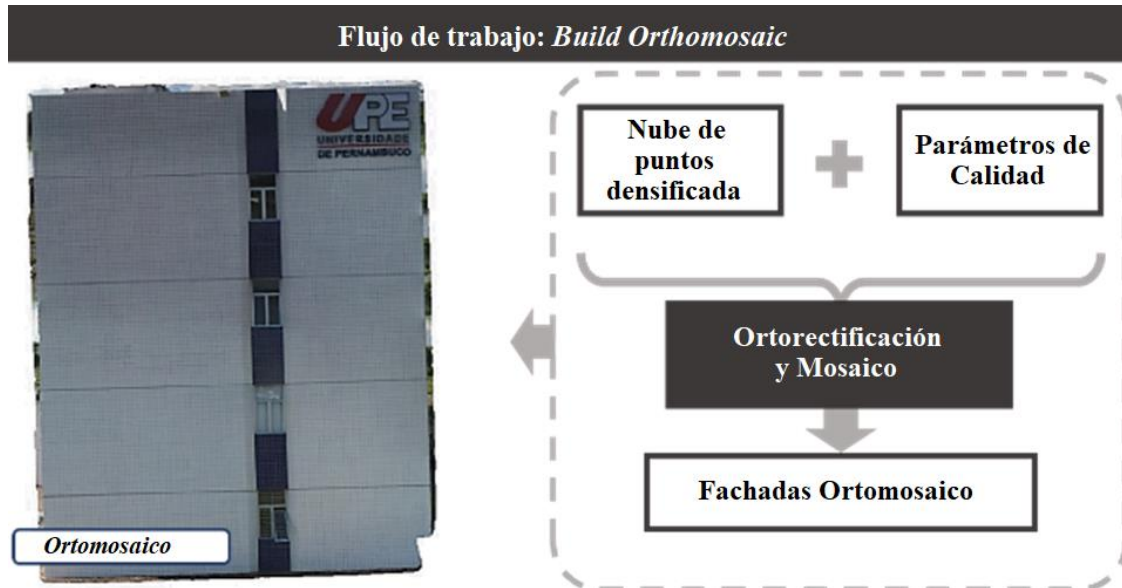 Flujo de trabajo: Build Orthomosaic
UPE
UNIVERSIDADE
DE PERNAMBUCO
Ortomosaico
Nube de
puntos
densificada
Parámetros de
Calidad
Ortorectificación
y Mosaico
Fachadas Ortomosaico